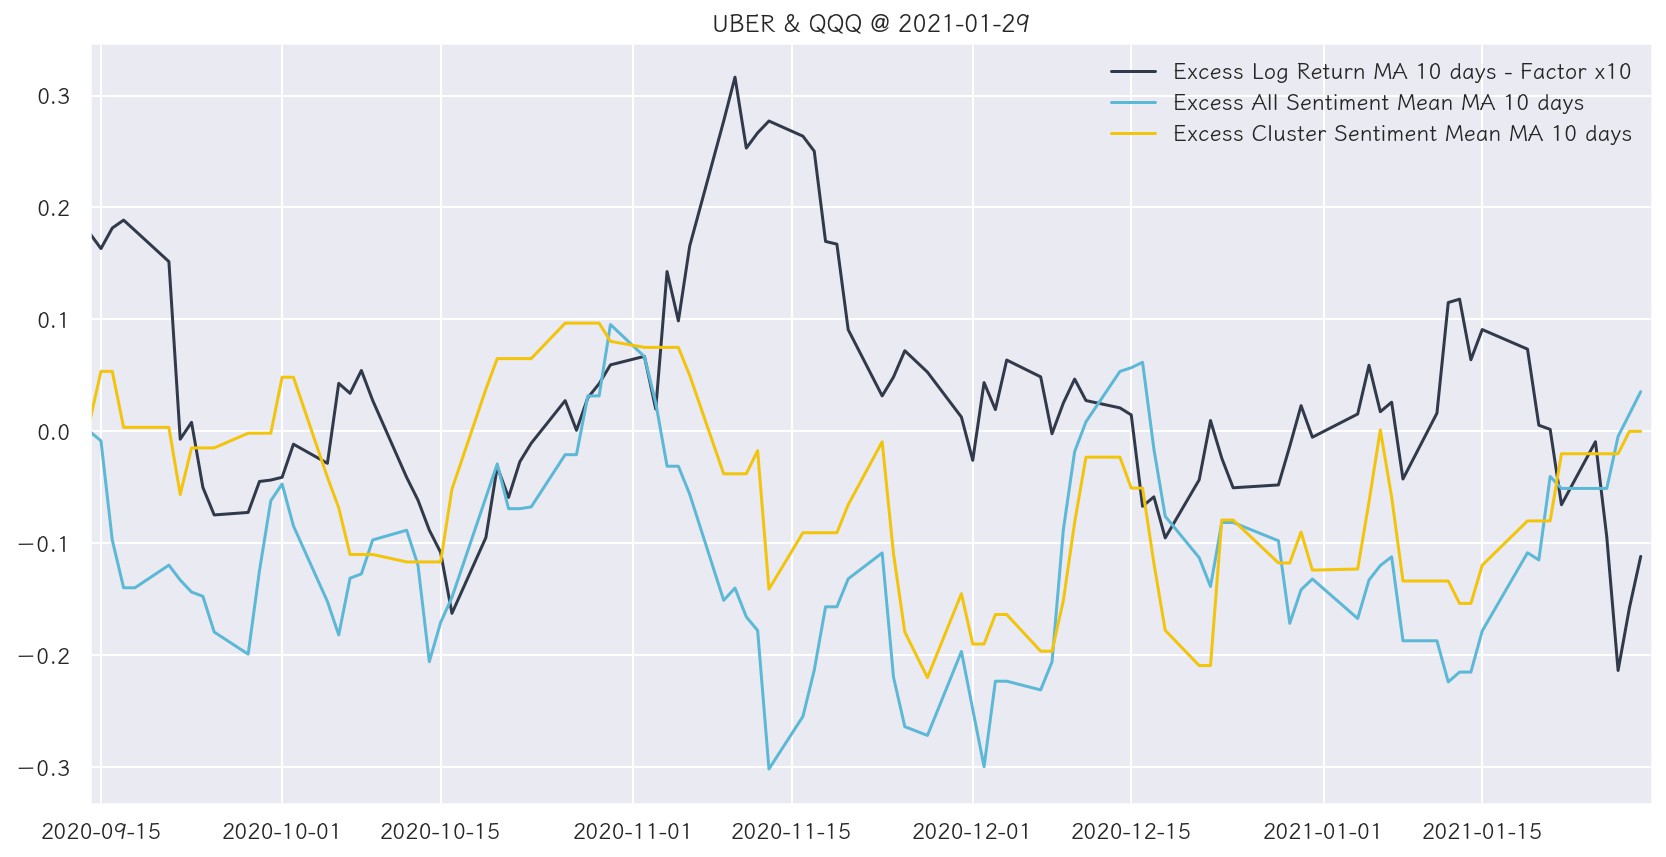 UBER & QQQ @ 2021-01-29
Excess Log Return MA 10 days - Factor x10
Excess All Sentiment Mean MA 10 days
Excess Cluster Sentiment Mean MA 10 days
0.3
0.2
0.1
0.0
−0.1
−0.2
−0.3
2020-09-15 2020-10-01 2020-10-15 2020-11-01 2020-11-15 2020-12-01 2020-12-15 2021-01-01 2021-01-15